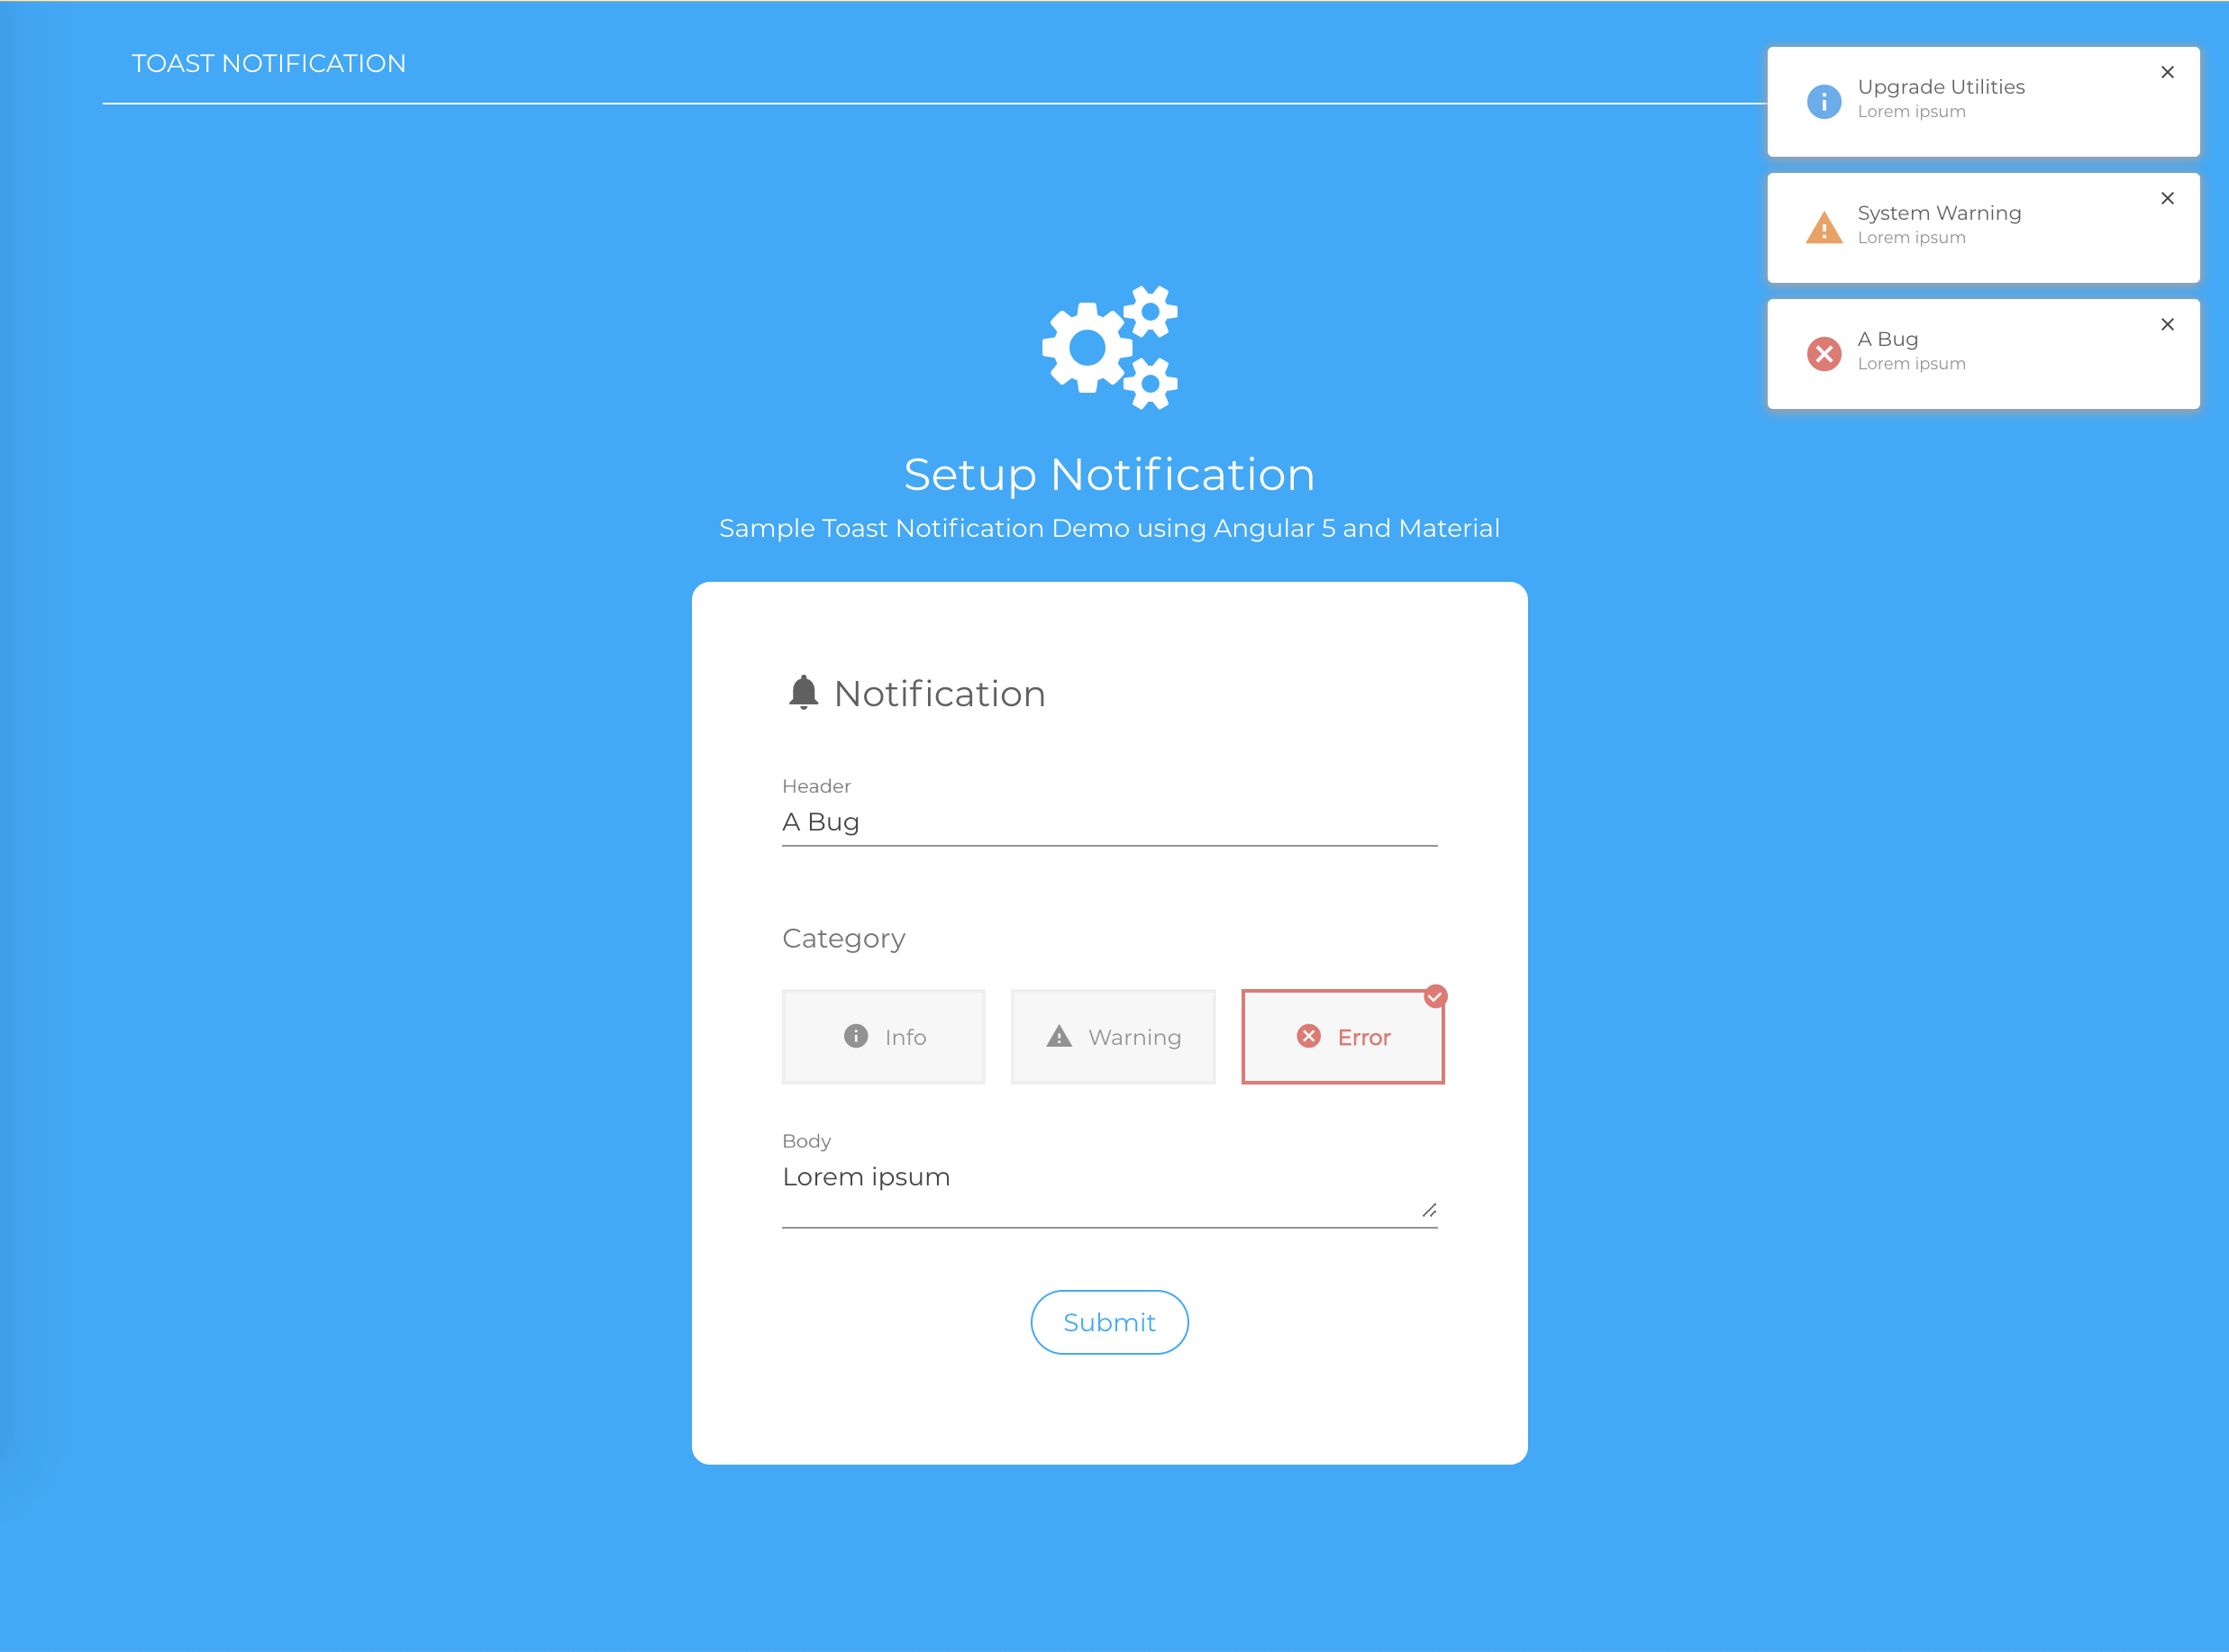 TOAST NOTIFICATION
Upgrade Utilities
Lorem ipsum
System Warning
Lorem ipsum
A Bug
Lorem ipsum
Setup Notification
Sample Toast Notification Demo using Angular 5 and Material
Notification
Header
A Bug
Category
Info Warning Error
Body
Lorem ipsum
Submit